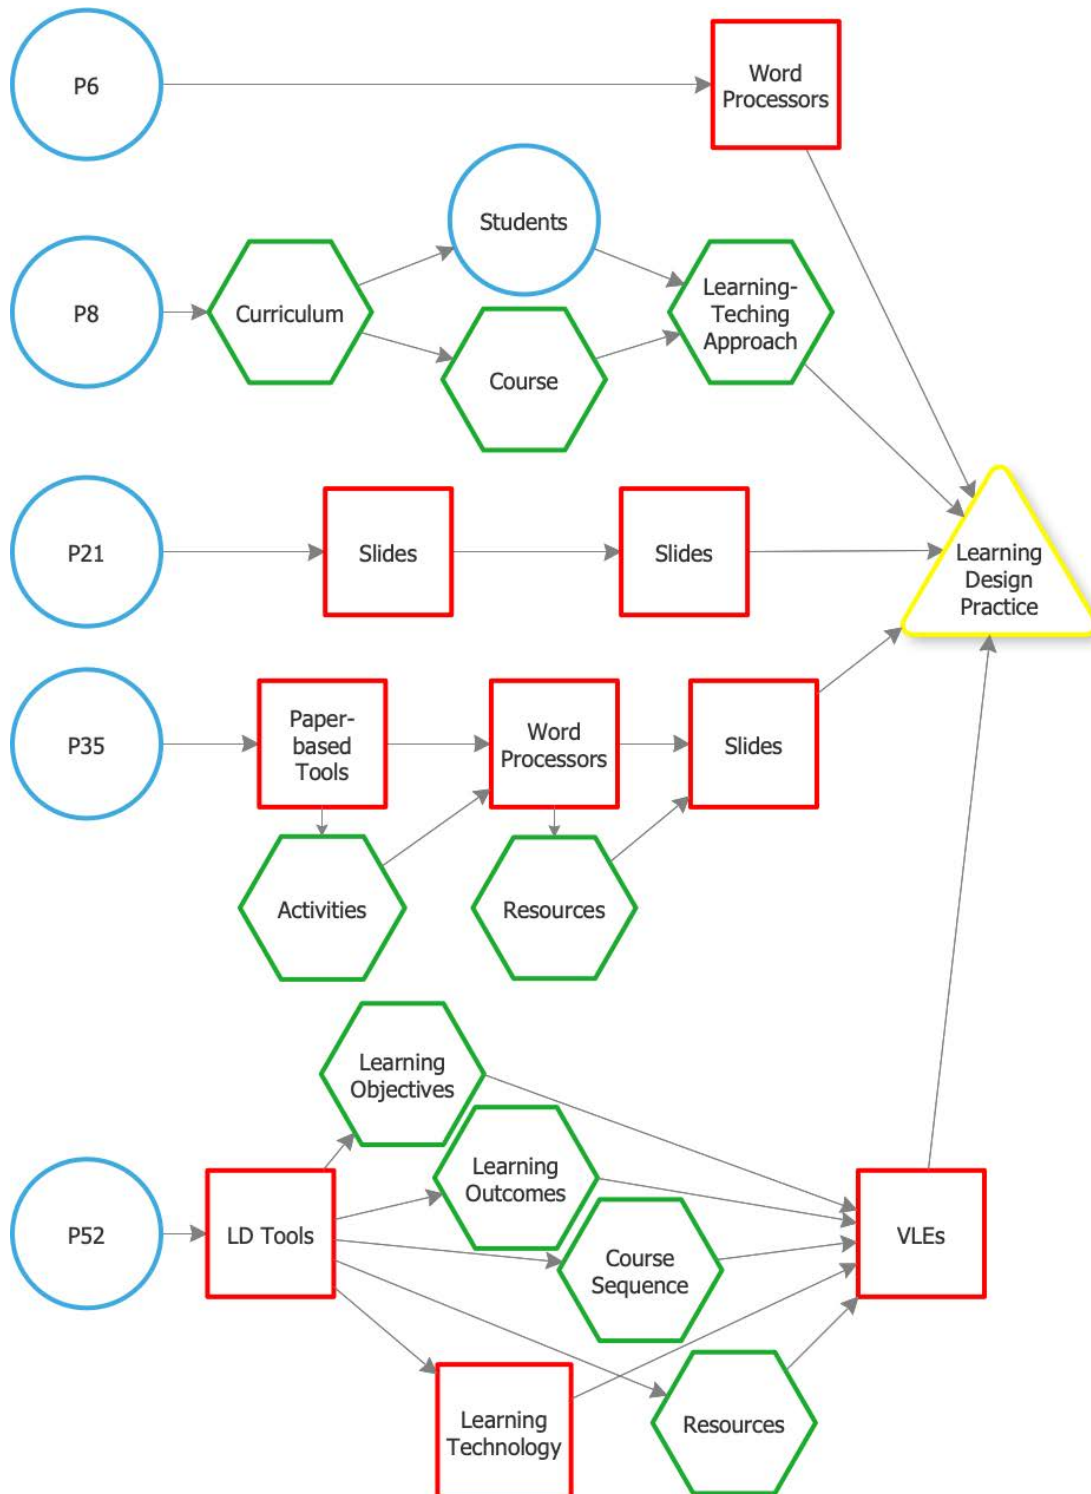 P6
Word
Processors
Students
P8
Curriculum
Learning-
Teching
Approach
Course
P21
Slides
Slides
Learning
Design
Practice
P35
Paper-
based
Tools
Word
Processors
Slides
Activities
Resources
Learning
Objectives
Learning
Outcomes
P52
LD Tools
Course
Sequence
VLEs
Learning
Technology
Resources